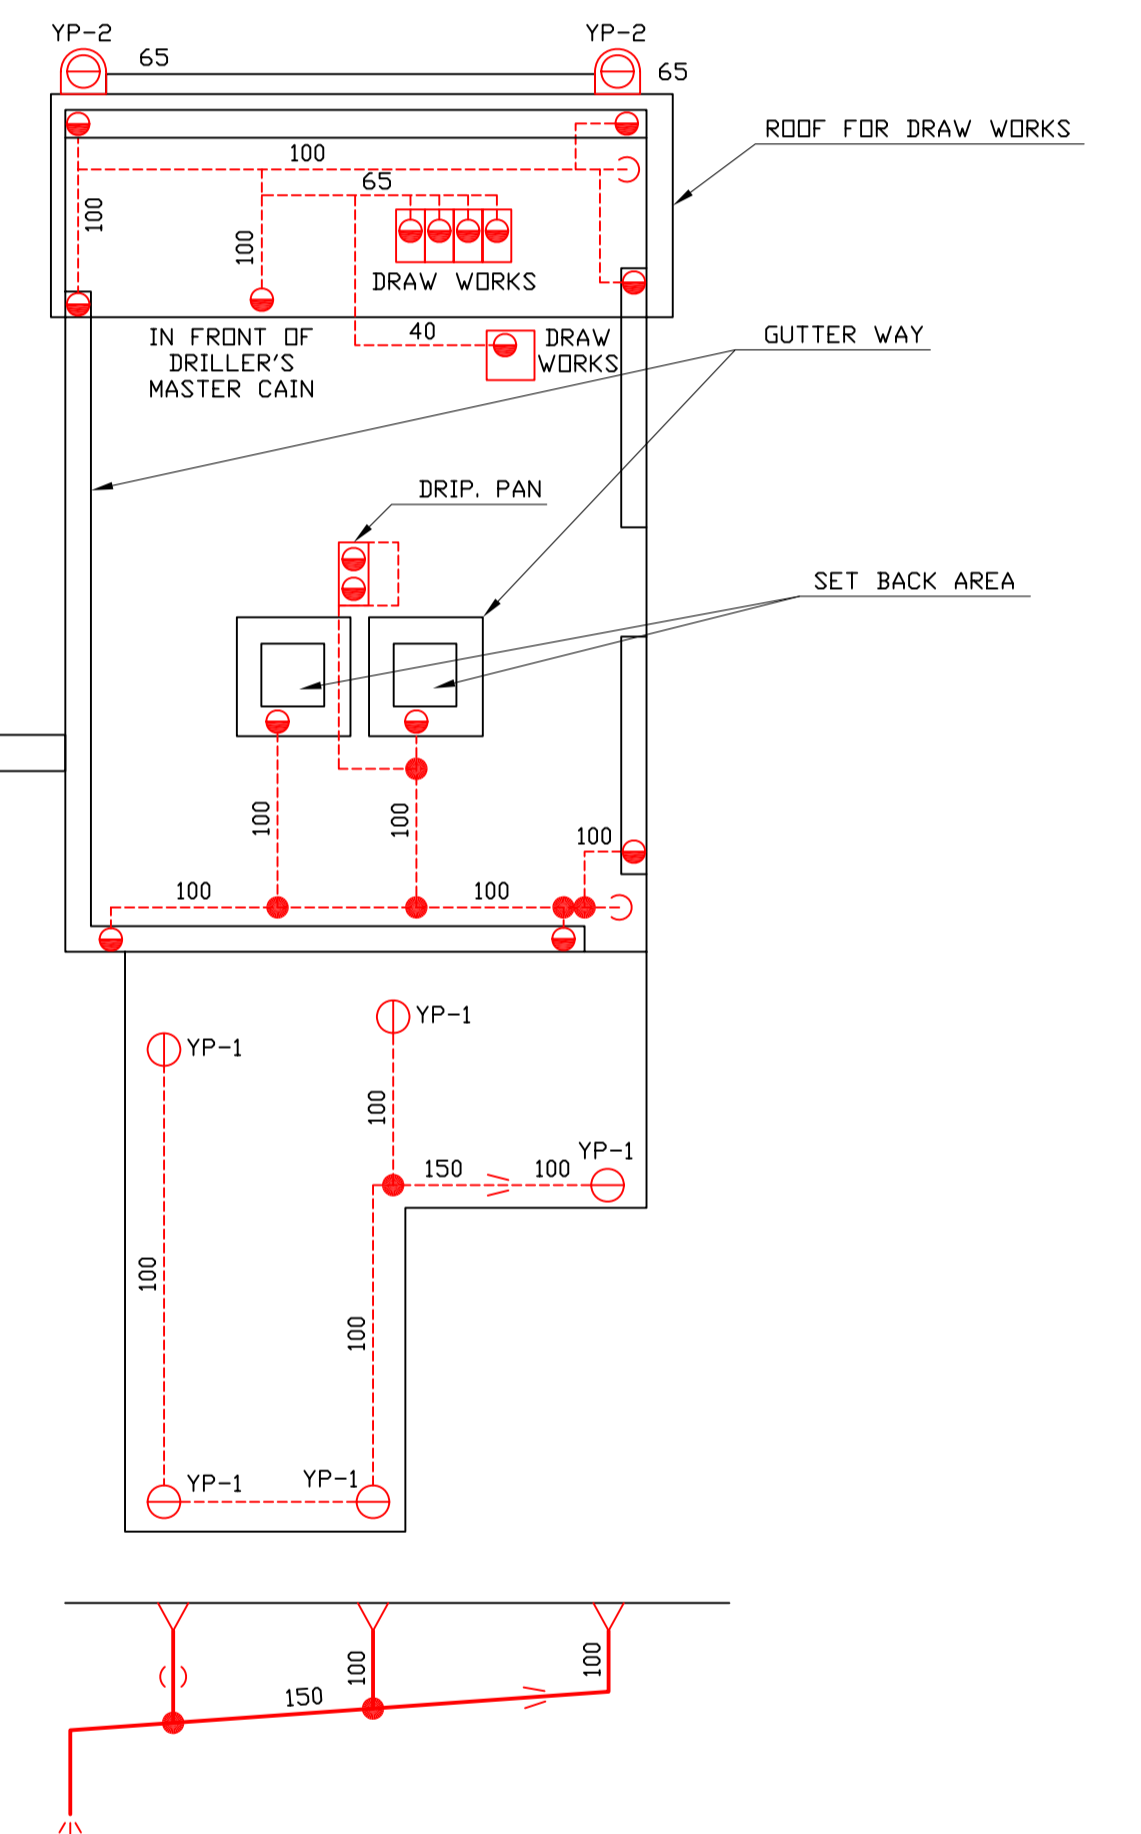 YP-2
YP-2
65
65
ROOF FOR DRAW WORKS
100
65
100
100
DRAW WORKS
IN FRONT OF
DRILLER'S
MASTER CAIN
40
DRAW
WORKS
GUTTER WAY
DRIP. PAN
SET BACK AREA
100
100
100
100
100
YP-1
YP-1
100
YP-1
150
100
100
100
YP-1
YP-1
100
100
150